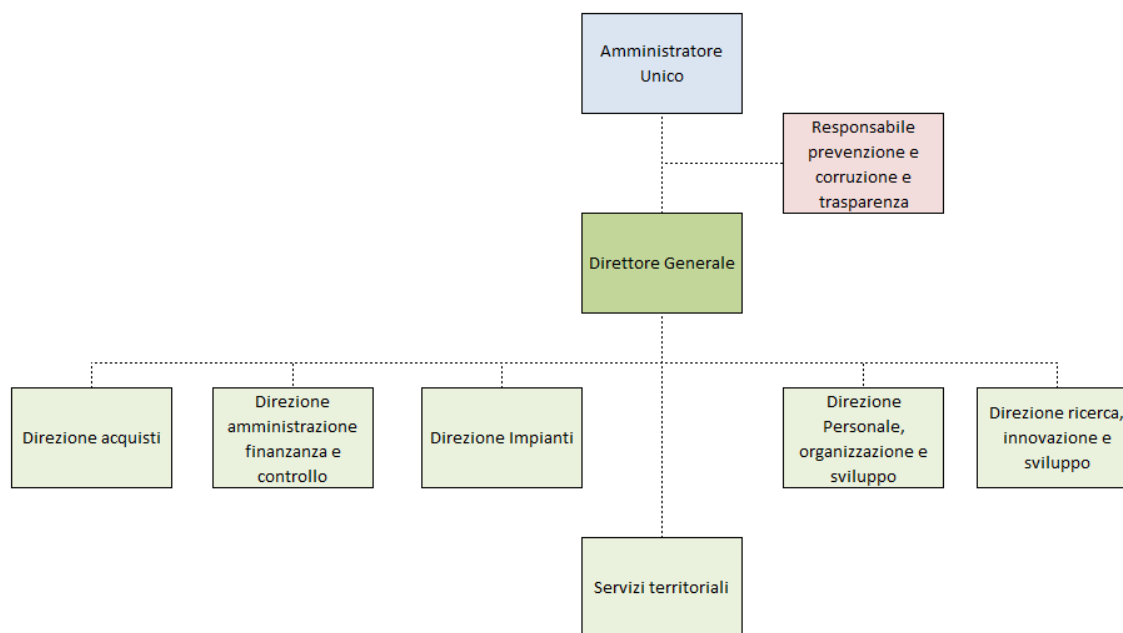 Amministratore
Unico
Responsabile
prevenzione e
corruzione e
trasparenza
Direttore Generale
Direzione acquisti
Direzione
amministrazione
finzanza e
controllo
Direzione Impianti
Direzione
Personale,
organizzazione e
sviluppo
Direzione ricerca,
innovazione e
sviluppo
Servizi territoriali